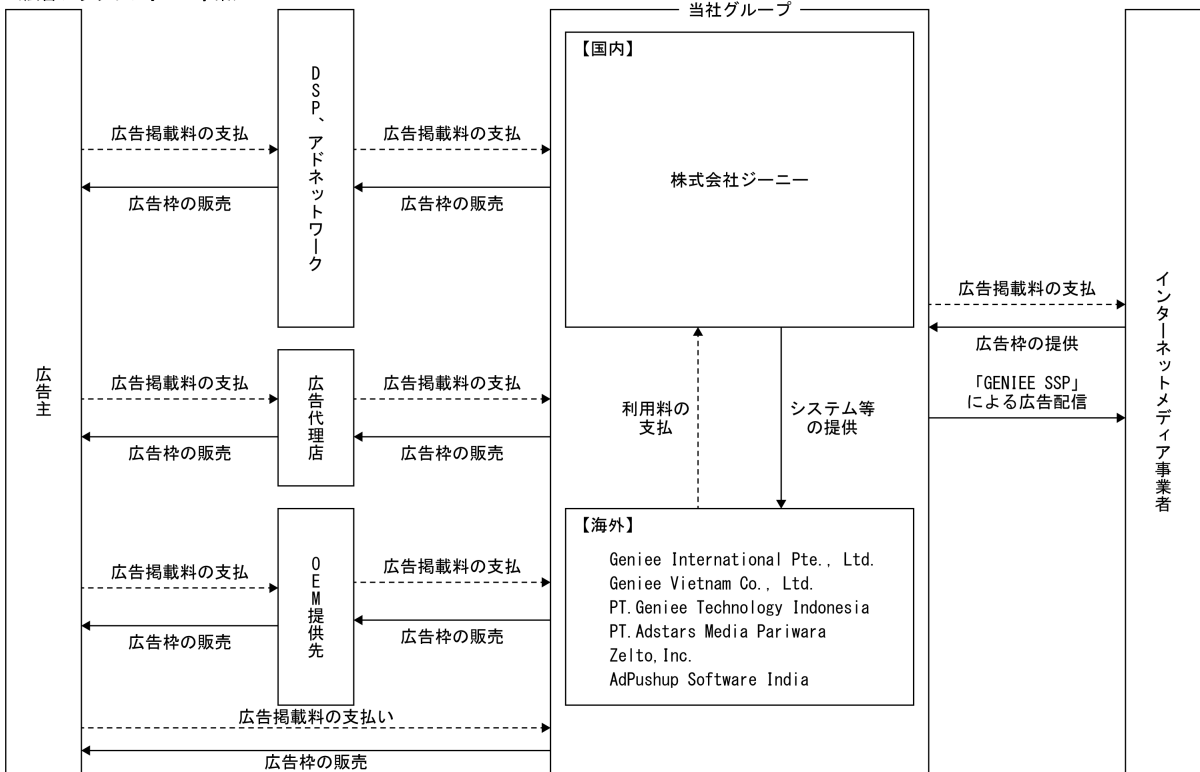 当社グループ
【国内】
株式会社ジーニー
DSP、アドネットワーク
広告掲載料の支払
広告掲載料の支払
広告枠の販売
広告枠の販売
広告主
広告代理店
広告掲載料の支払
広告掲載料の支払
広告枠の販売
広告枠の販売
利用料の
支払
システム等
の提供
広告掲載料の支払
広告枠の提供
「GENIEE SSP」
による広告配信
インターネットメディア事業者
OEM提供先
広告掲載料の支払
広告掲載料の支払
広告枠の販売
広告枠の販売
【海外】
Geniee International Pte., Ltd.
Geniee Vietnam Co., Ltd.
PT.Geniee Technology Indonesia
PT.Adstars Media Pariwara
Zelto,Inc.
AdPushup Software India
広告掲載料の支払い
広告枠の販売